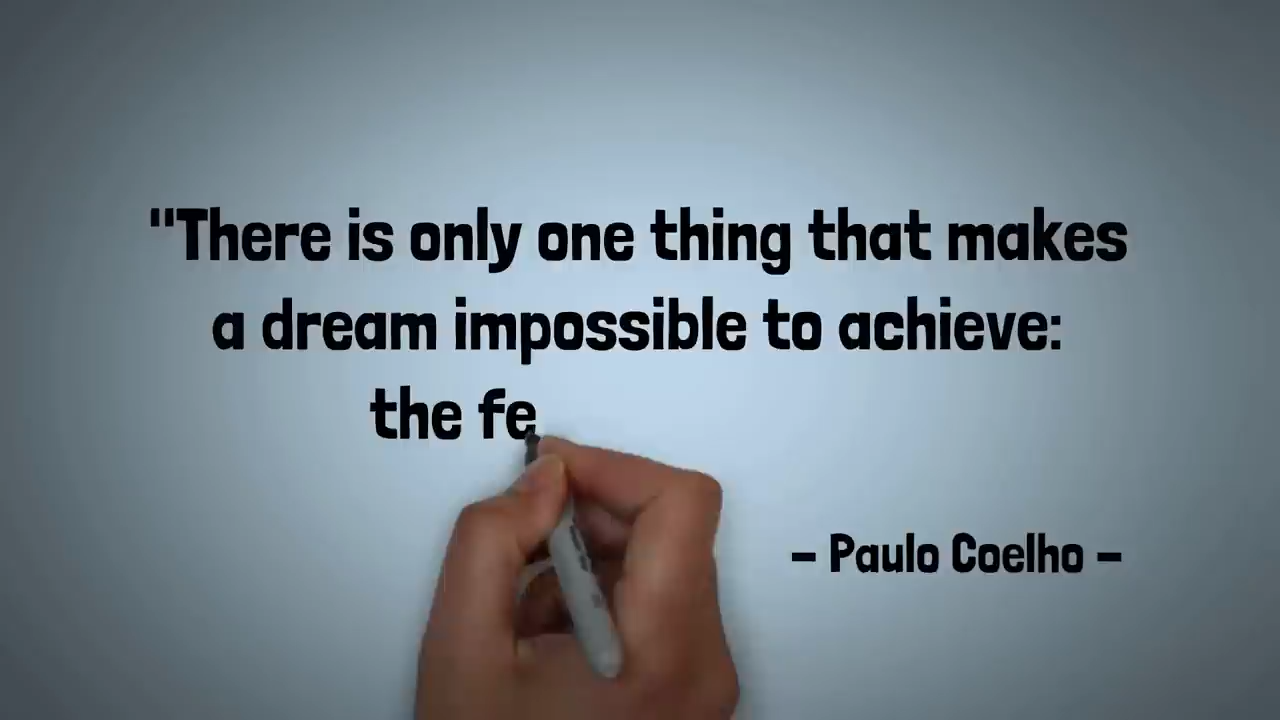 "There is only one thing that makes
a dream impossible to achieve:
the fe
– Paulo Coelho –